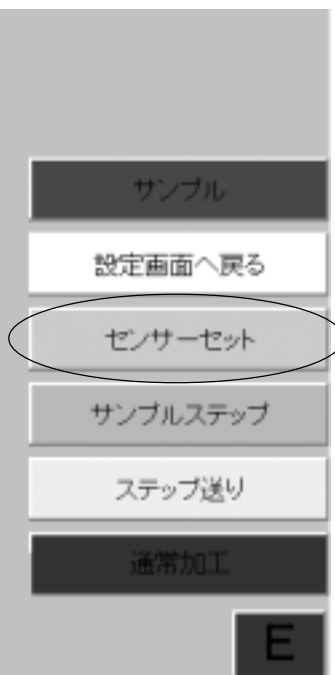 サンプル
設定画面へ戻る
センサーセット
サンプルステップ
ステップ送り
通常加工
E